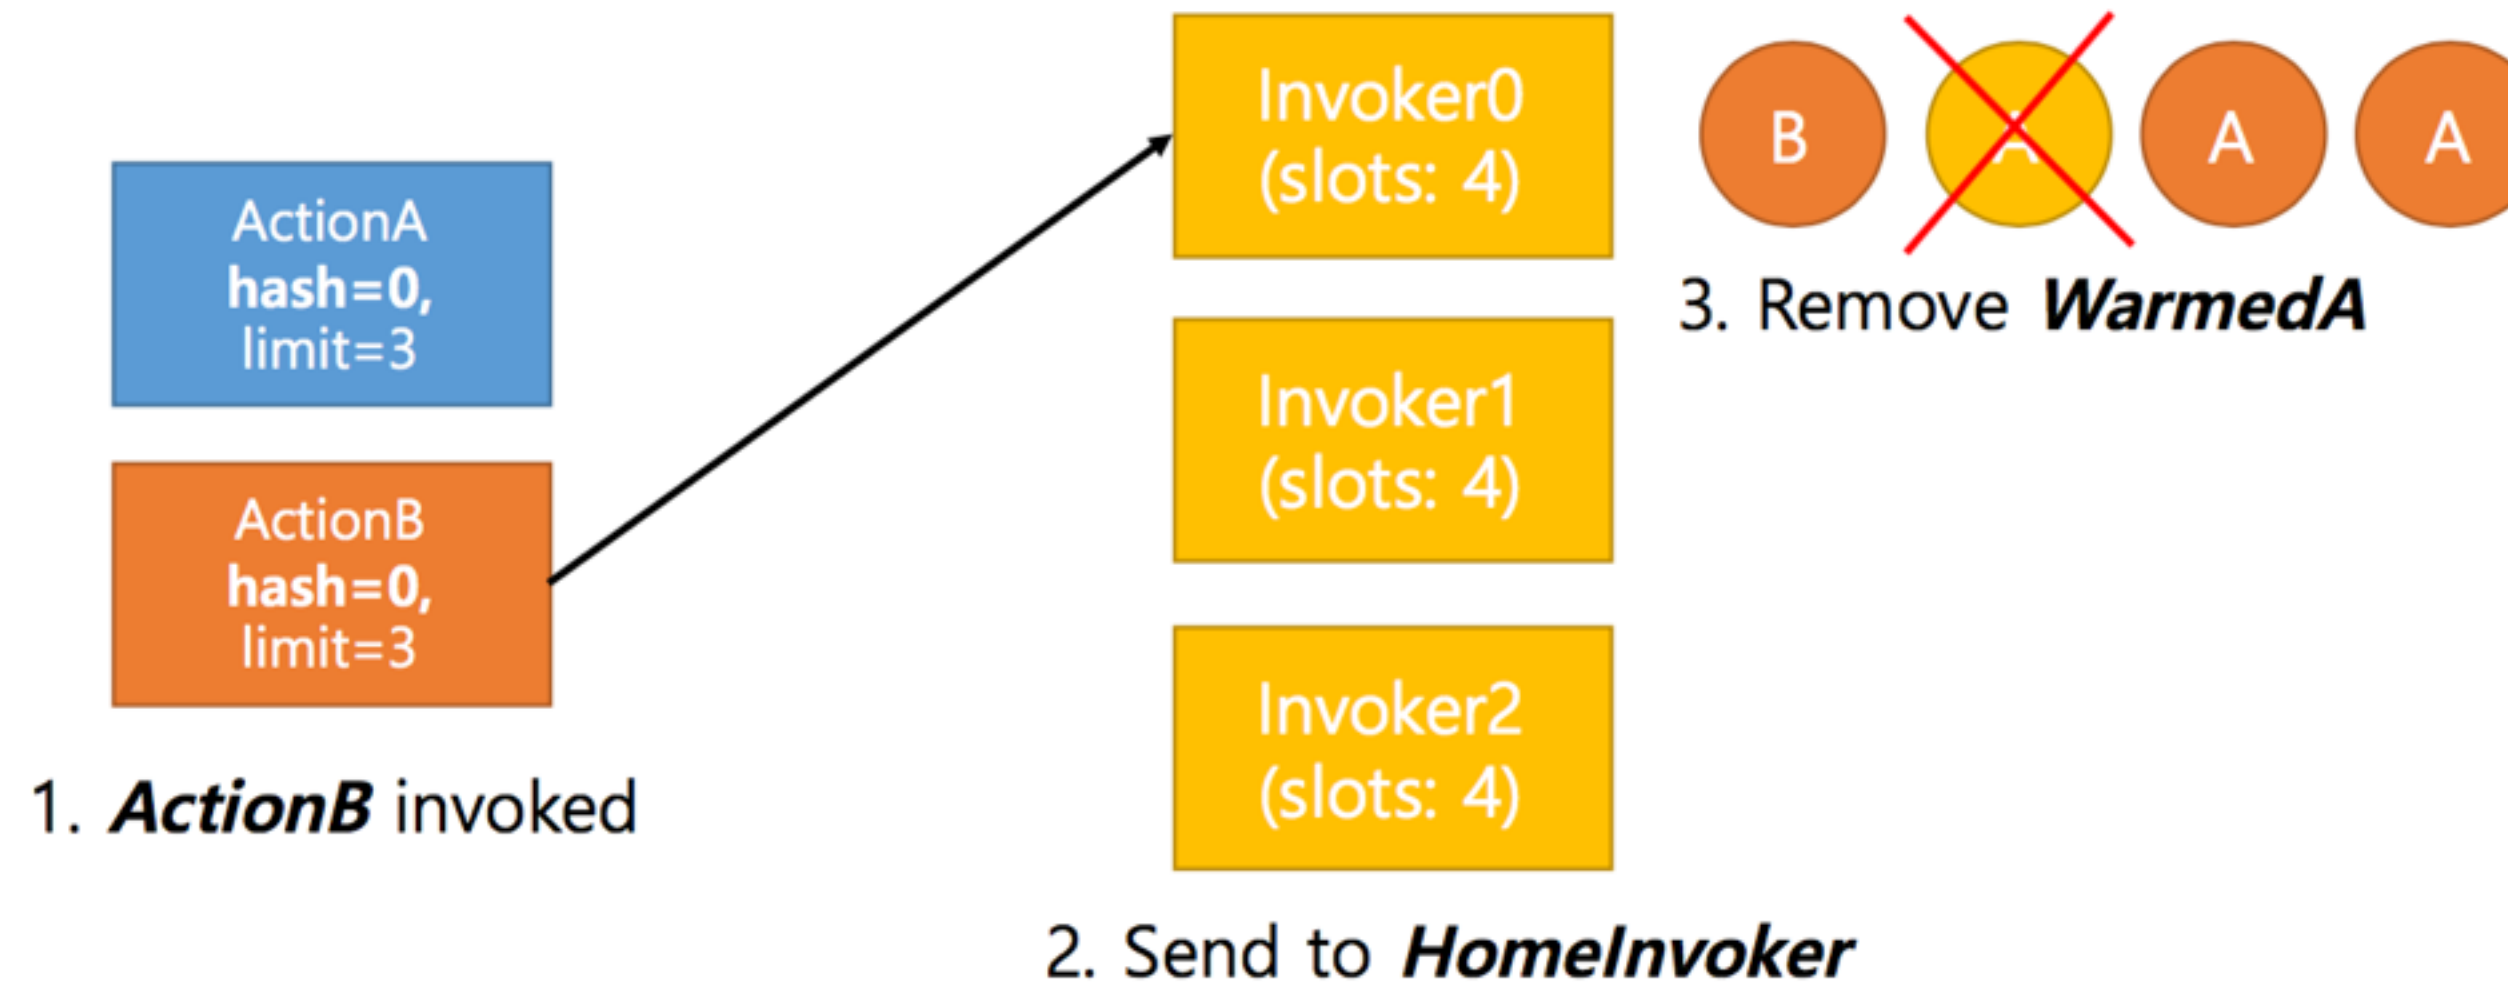 ActionA
hash=0,
limit=3
ActionB
hash=0,
limit=3
1. ActionB invoked
Invoker0
(slots: 4)
Invoker1
(slots: 4)
Invoker2
(slots: 4)
2. Send to HomeInvoker
B
A
A
A
3. Remove WarmedA